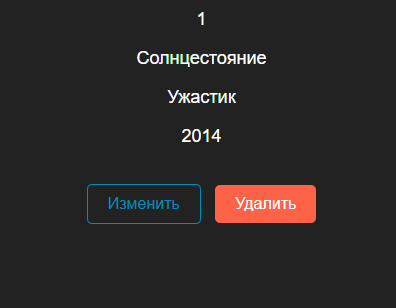 1
Солнцестояние
Ужастик
2014
Изменить Удалить